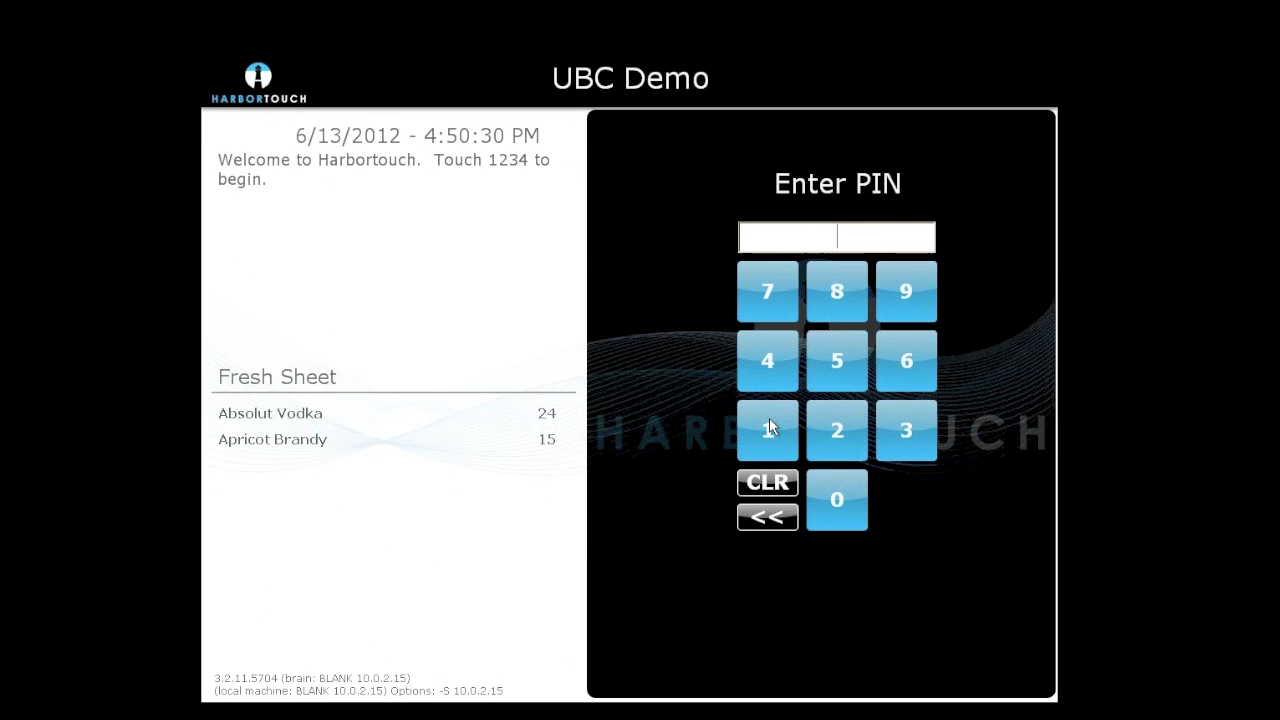 HARBORTOUCH
UBC Demo
6/13/2012 - 4:50:30 PM
Welcome to Harbortouch. Touch 1234 to
begin.
Fresh Sheet
Absolut Vodka 24
Apricot Brandy 15
3.2.11.5704 (brain: BLANK 10.0.2.15)
(local machine: BLANK 10.0.2.15) Options: -S 10.0.2.15
Enter PIN
7 8 9
4 5 6
1 2 3
CLR
<< 0
HARB UCH